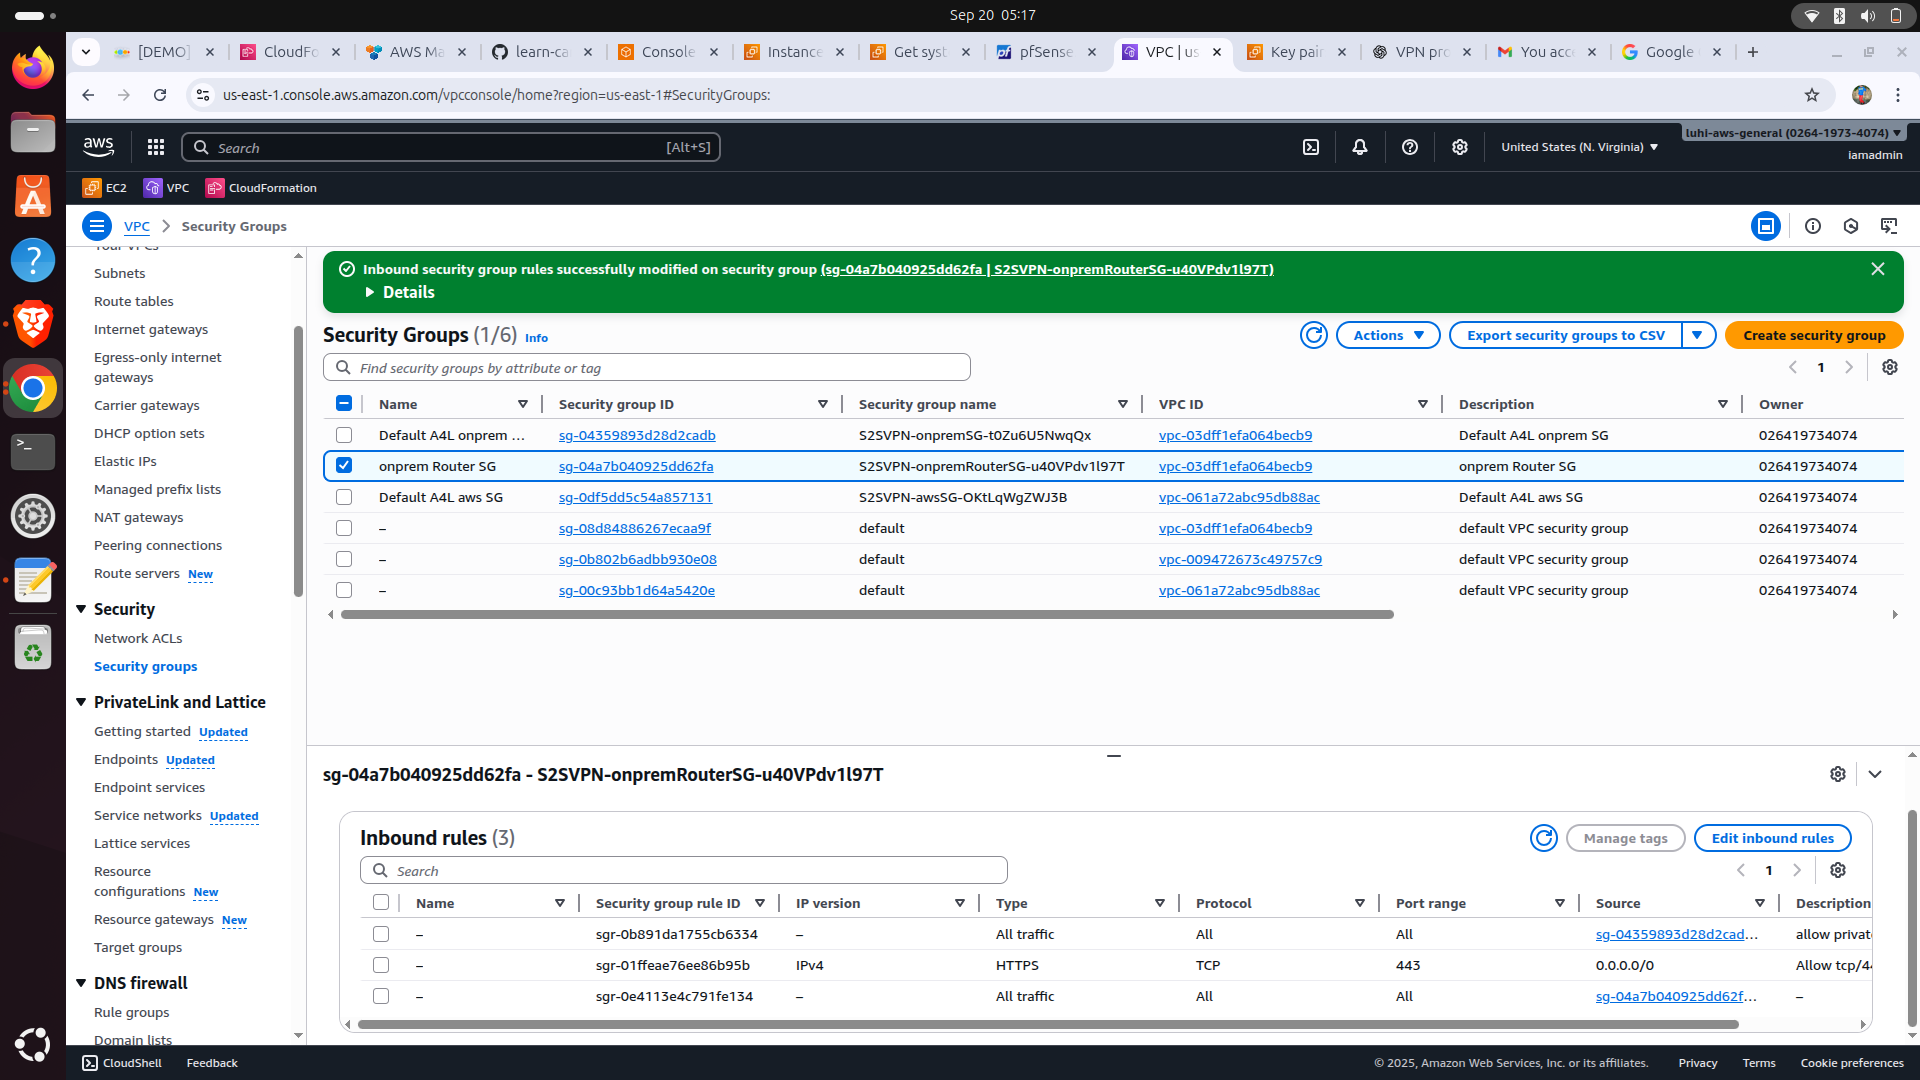 Sep 20 05:17
[DEMO]
CloudFo
AWS Ma
learn-ca
Console
Instance
Get syst
pfSense
VPC | us
Key pair
VPN pro
You acce
Google
us-east-1.console.aws.amazon.com/vpcconsole/home?region=us-east-1#SecurityGroups:
aws
Search
[Alt+S]
United States (N. Virginia)
luhi-aws-general (0264-1973-4074)
iamadmin
EC2
VPC
CloudFormation
VPC
Security Groups
Your VPCs
Subnets
Route tables
Internet gateways
Egress-only internet
gateways
Carrier gateways
DHCP option sets
Elastic IPs
Managed prefix lists
NAT gateways
Peering connections
Route servers New
Security
Network ACLs
Security groups
PrivateLink and Lattice
Getting started Updated
Endpoints Updated
Endpoint services
Service networks Updated
Lattice services
Resource
configurations New
Resource gateways New
Target groups
DNS firewall
Rule groups
Domain lists
Inbound security group rules successfully modified on security group (sg-04a7b040925dd62fa | S2SVPN-onpremRouterSG-u40VPdv1l97T)
Details
Security Groups (1/6) Info
Actions
Export security groups to CSV
Create security group
Find security groups by attribute or tag
1
Name Security group ID Security group name VPC ID Description Owner
Default A4L onprem ... sg-04359893d28d2cadb S2SVPN-onpremSG-t0Zu6U5NwqQx vpc-03dff1efa064becb9 Default A4L onprem SG 026419734074
onprem Router SG sg-04a7b040925dd62fa S2SVPN-onpremRouterSG-u40VPdv1l97T vpc-03dff1efa064becb9 onprem Router SG 026419734074
Default A4L aws SG sg-0df5dd5c54a857131 S2SVPN-awsSG-OKtLqWgZWJ3B vpc-061a72abc95db88ac Default A4L aws SG 026419734074
– sg-08d84886267ecaa9f default vpc-03dff1efa064becb9 default VPC security group 026419734074
– sg-0b802b6adbb930e08 default vpc-009472673c49757c9 default VPC security group 026419734074
– sg-00c93bb1d64a5420e default vpc-061a72abc95db88ac default VPC security group 026419734074
sg-04a7b040925dd62fa - S2SVPN-onpremRouterSG-u40VPdv1l97T
Inbound rules (3)
Manage tags
Edit inbound rules
Search
1
Name Security group rule ID IP version Type Protocol Port range Source Description
– sgr-0b891da1755cb6334 – All traffic All All sg-04359893d28d2cad... allow privat
– sgr-01ffeae76ee86b95b IPv4 HTTPS TCP 443 0.0.0.0/0 Allow tcp/44
– sgr-0e4113e4c791fe134 – All traffic All All sg-04a7b040925dd62f... –
CloudShell
Feedback
© 2025, Amazon Web Services, Inc. or its affiliates.
Privacy
Terms
Cookie preferences